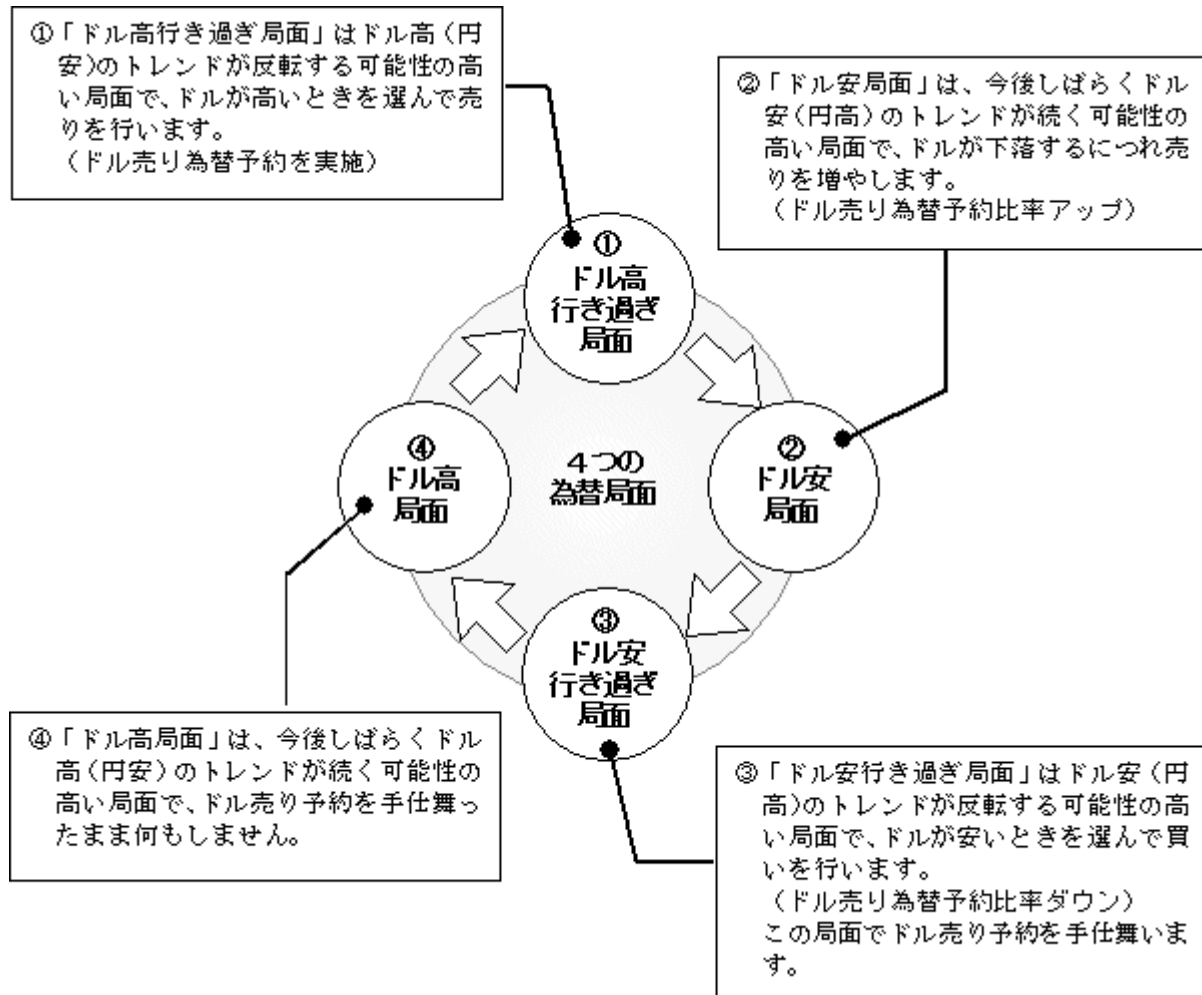 ①「ドル高行き過ぎ局面」はドル高（円
安）のトレンドが反転する可能性の高
い局面で、ドルが高いときを選んで売
りを行います。
（ドル売り為替予約を実施）
②「ドル安局面」は、今後しばらくドル
安（円高）のトレンドが続く可能性の
高い局面で、ドルが下落するにつれ売
りを増やします。
（ドル売り為替予約比率アップ）
①
ドル高
行き過ぎ
局面
④
ドル高
局面
４つの
為替局面
②
ドル安
局面
③
ドル安
行き過ぎ
局面
④「ドル高局面」は、今後しばらくドル
高（円安）のトレンドが続く可能性の
高い局面で、ドル売り予約を手仕舞っ
たまま何もしません。
③「ドル安行き過ぎ局面」はドル安（円
高）のトレンドが反転する可能性の高
い局面で、ドルが安いときを選んで買
いを行います。
（ドル売り為替予約比率ダウン）
この局面でドル売り予約を手仕舞いま
す。